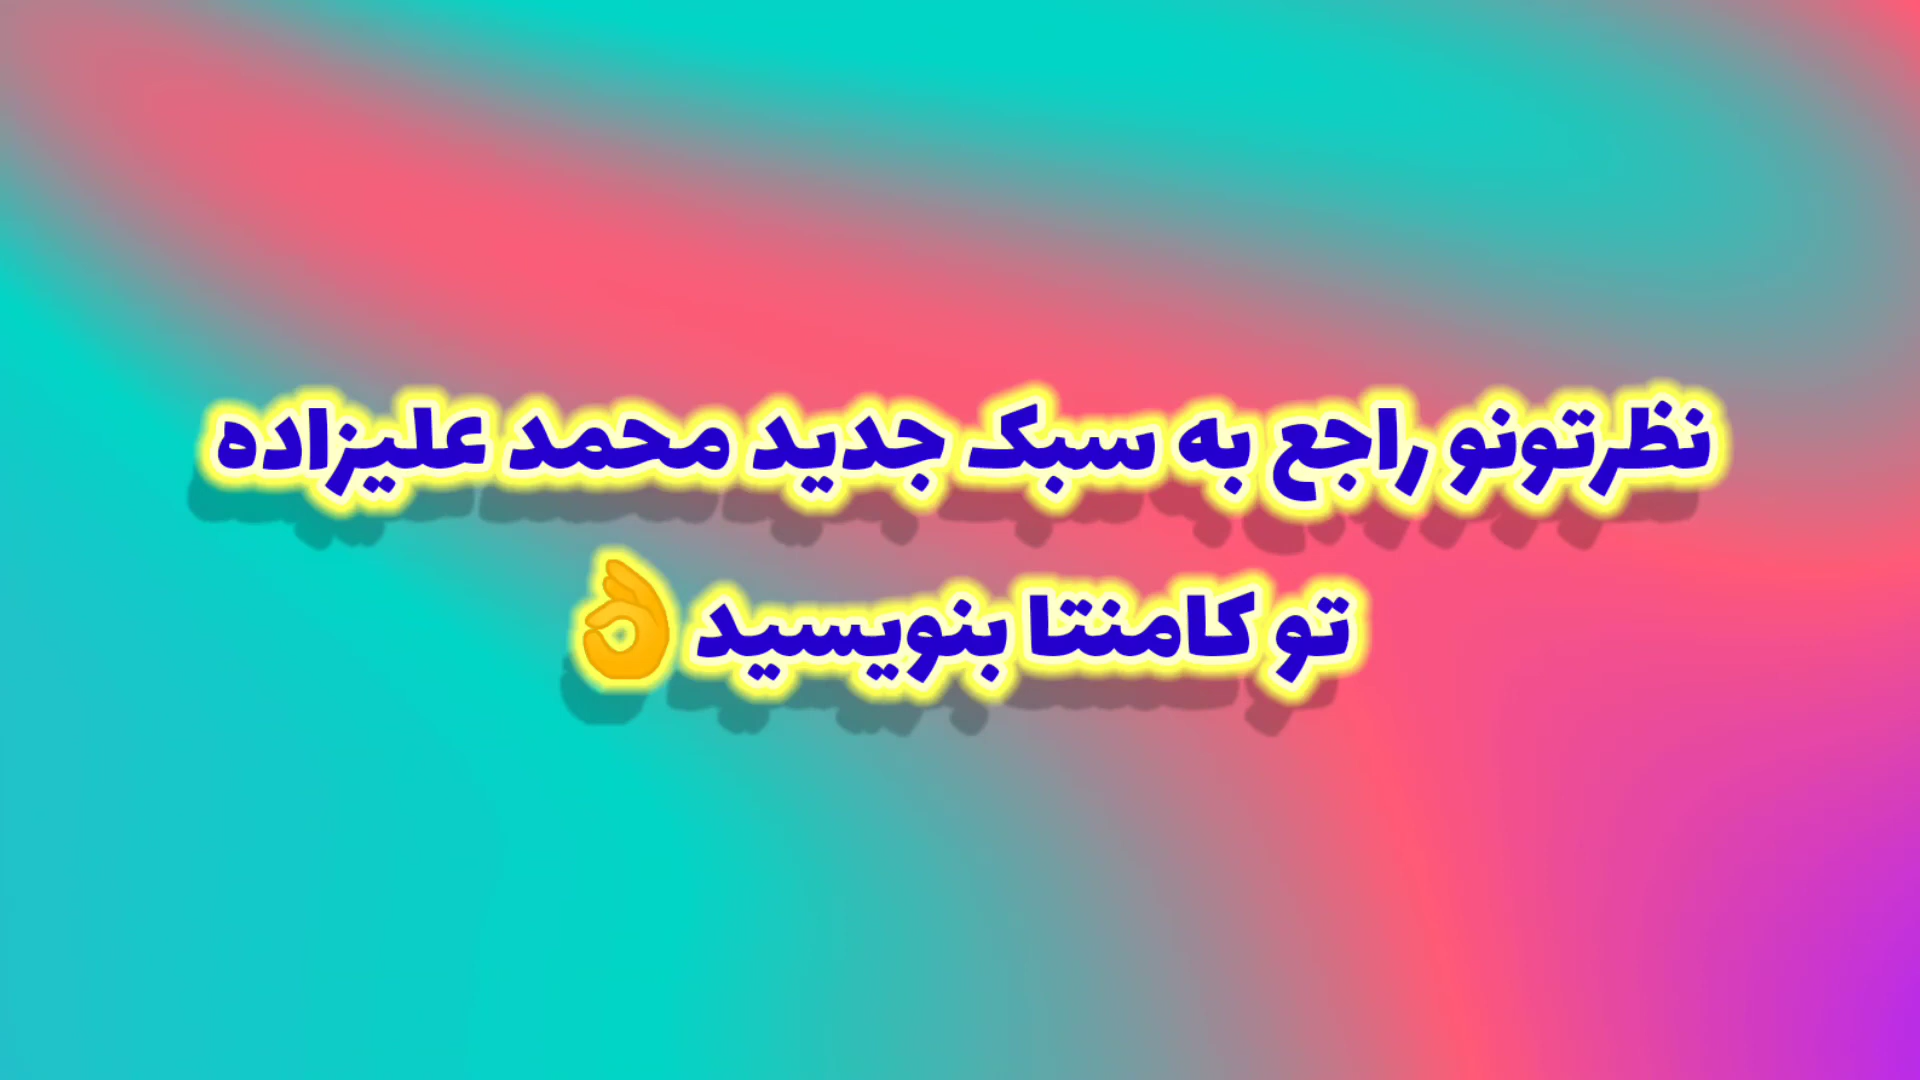 نظرتونو راجع به سبک جدید محمد علیزاده
تو کامنتا بنویسید 👌